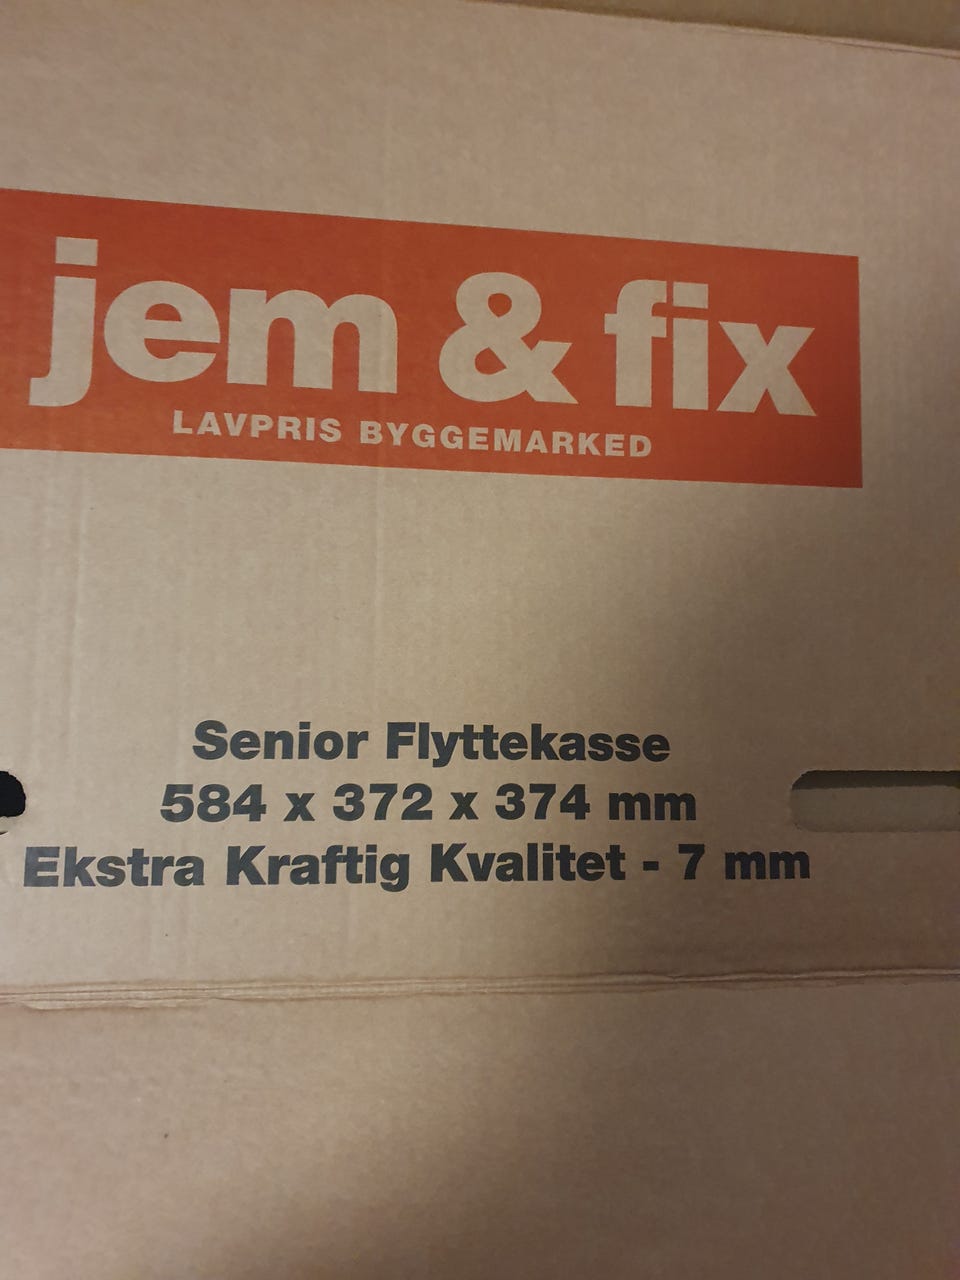 jem & fix
LAVPRIS BYGGEMARKED
Senior Flyttekasse
584 x 372 x 374 mm
Ekstra Kraftig Kvalitet - 7 mm